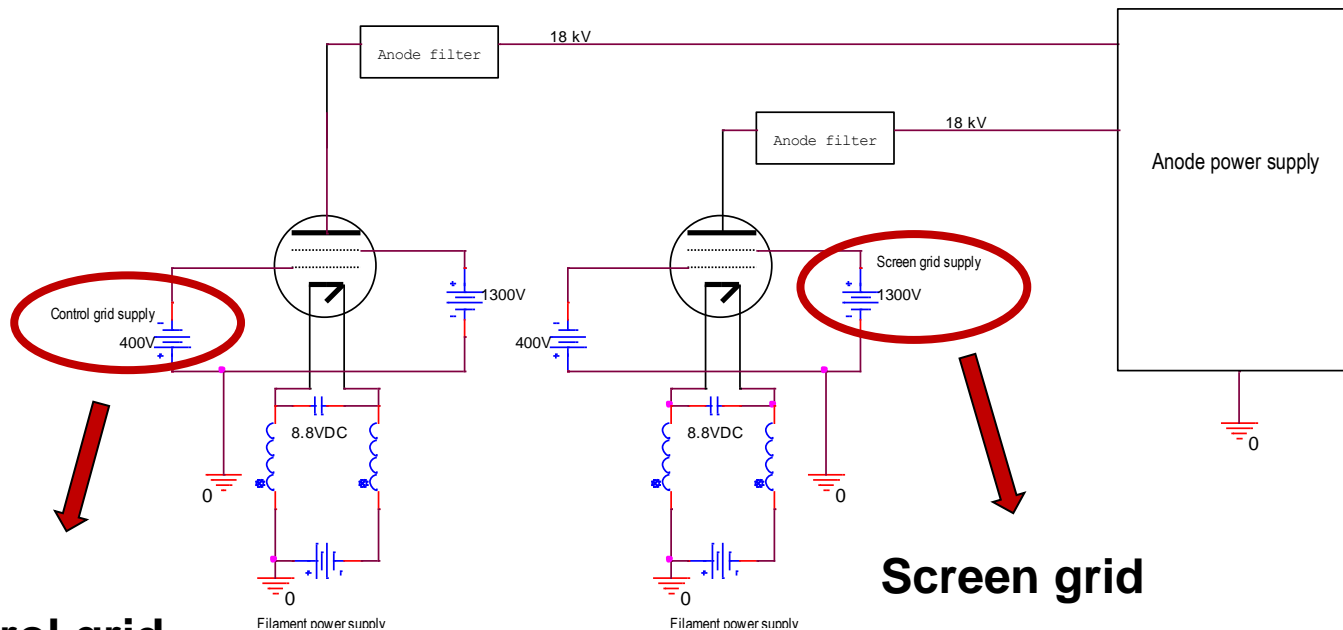 18 kV
Anode filter
18 kV
Anode filter
Anode power supply
Screen grid supply
1300V
1300V
Control grid supply
400V
400V
8.8VDC
8.8VDC
0
0
0
0
0
Screen grid
Filament power supply
Filament power supply